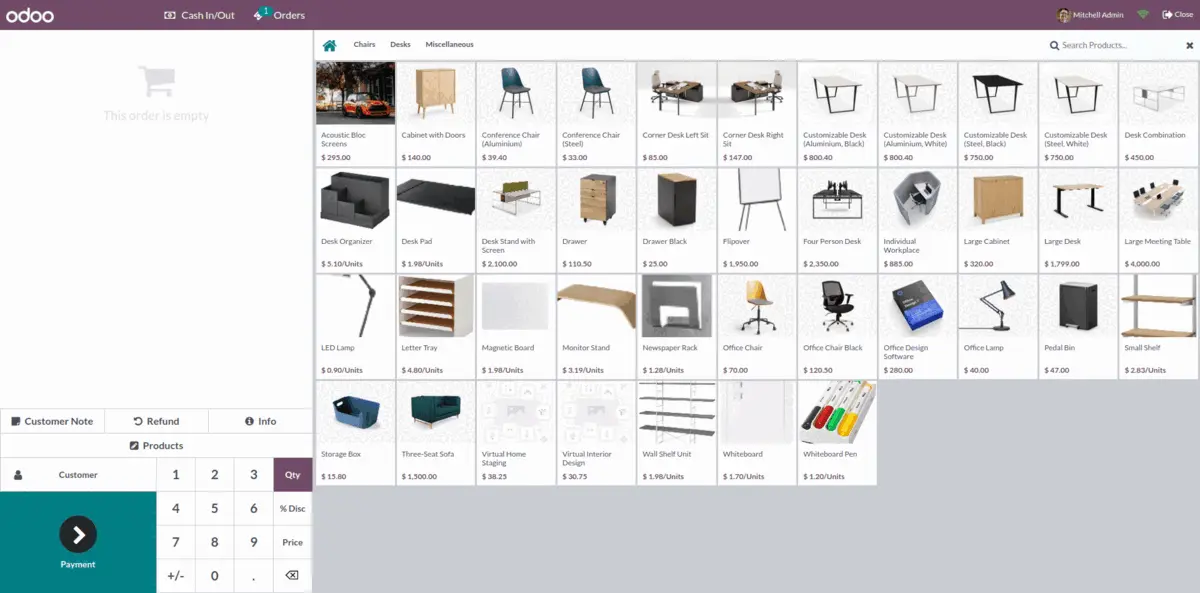 odoo
Cash In/Out
1
Orders
Mitchell Admin
Close
This order is empty
Chairs
Desks
Miscellaneous
Search Products...
Acoustic Bloc
Screens
$ 295.00
Cabinet with Doors
$ 140.00
Conference Chair
(Aluminium)
$ 39.40
Conference Chair
(Steel)
$ 33.00
Corner Desk Left Sit
$ 85.00
Corner Desk Right
Sit
$ 147.00
Customizable Desk
(Aluminium, Black)
$ 800.40
Customizable Desk
(Aluminium, White)
$ 800.40
Customizable Desk
(Steel, Black)
$ 750.00
Customizable Desk
(Steel, White)
$ 750.00
Desk Combination
$ 450.00
Desk Organizer
$ 5.10/Units
Desk Pad
$ 1.98/Units
Desk Stand with
Screen
$ 2,100.00
Drawer
$ 110.50
Drawer Black
$ 25.00
Flipover
$ 1,950.00
Four Person Desk
$ 2,350.00
Individual
Workplace
$ 885.00
Large Cabinet
$ 320.00
Large Desk
$ 1,799.00
Large Meeting Table
$ 4,000.00
LED Lamp
$ 0.90/Units
Letter Tray
$ 4.80/Units
Magnetic Board
$ 1.98/Units
Monitor Stand
$ 3.19/Units
Newspaper Rack
$ 1.28/Units
Office Chair
$ 70.00
Office Chair Black
$ 120.50
Office Design
Software
$ 280.00
Office Lamp
$ 40.00
Pedal Bin
$ 47.00
Small Shelf
$ 2.83/Units
Storage Box
$ 15.80
Three-Seat Sofa
$ 1,500.00
Virtual Home
Staging
$ 38.25
Virtual Interior
Design
$ 30.75
Wall Shelf Unit
$ 1.98/Units
Whiteboard
$ 1.70/Units
Whiteboard Pen
$ 1.20/Units
Customer Note
Refund
Info
Products
Customer
1
2
3
Qty
4
5
6
% Disc
7
8
9
Price
+/-
0
.
Payment